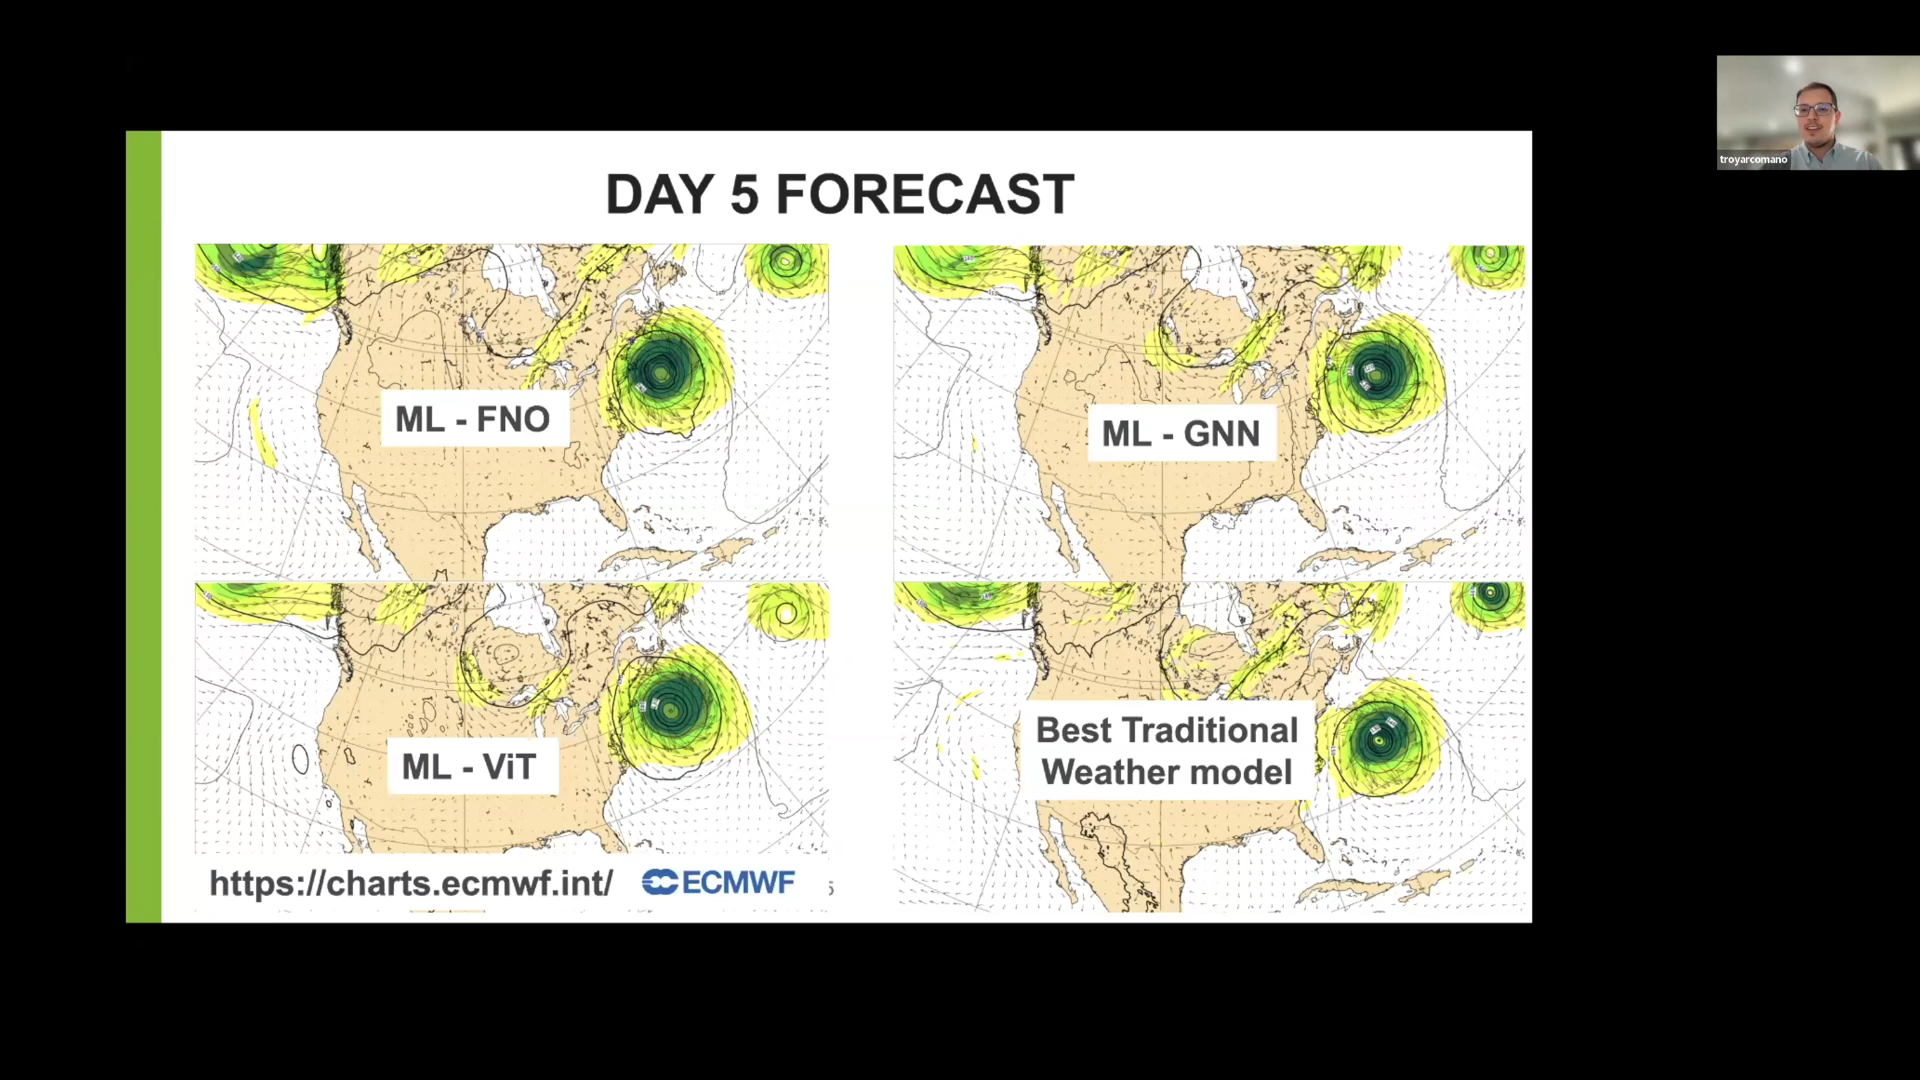 DAY 5 FORECAST
ML - FNO
ML - GNN
ML - ViT
Best Traditional
Weather model
https://charts.ecmwf.int/
ECMWF
5
troyarcomano